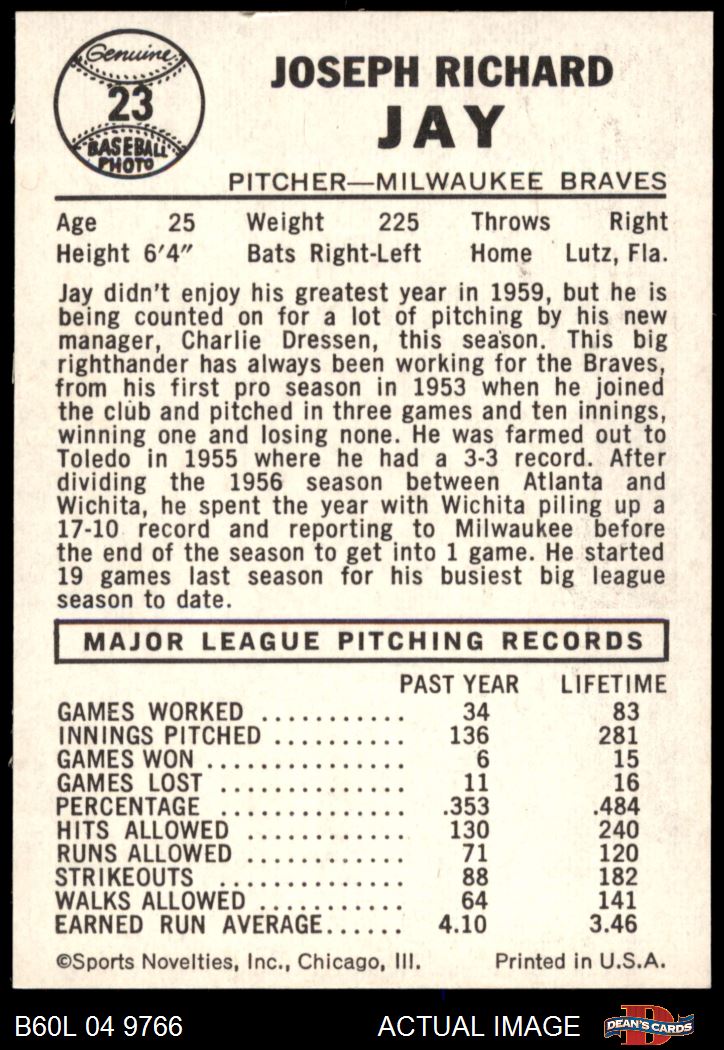 Genuine
23
BASEBALL
PHOTO
JOSEPH RICHARD
JAY
PITCHER—MILWAUKEE BRAVES
Age 25 Weight 225 Throws Right
Height 6'4" Bats Right-Left Home Lutz, Fla.
Jay didn't enjoy his greatest year in 1959, but he is
being counted on for a lot of pitching by his new
manager, Charlie Dressen, this season. This big
righthander has always been working for the Braves,
from his first pro season in 1953 when he joined
the club and pitched in three games and ten innings,
winning one and losing none. He was farmed out to
Toledo in 1955 where he had a 3-3 record. After
dividing the 1956 season between Atlanta and
Wichita, he spent the year with Wichita piling up a
17-10 record and reporting to Milwaukee before
the end of the season to get into 1 game. He started
19 games last season for his busiest big league
season to date.
MAJOR LEAGUE PITCHING RECORDS
PAST YEAR LIFETIME
GAMES WORKED ............ 34 83
INNINGS PITCHED .......... 136 281
GAMES WON ............... 6 15
GAMES LOST .............. 11 16
PERCENTAGE .............. .353 .484
HITS ALLOWED ............ 130 240
RUNS ALLOWED ............ 71 120
STRIKEOUTS .............. 88 182
WALKS ALLOWED ........... 64 141
EARNED RUN AVERAGE...... 4.10 3.46
©Sports Novelties, Inc., Chicago, Ill. Printed in U.S.A.
B60L 04 9766 ACTUAL IMAGE D DEAN'S CARDS